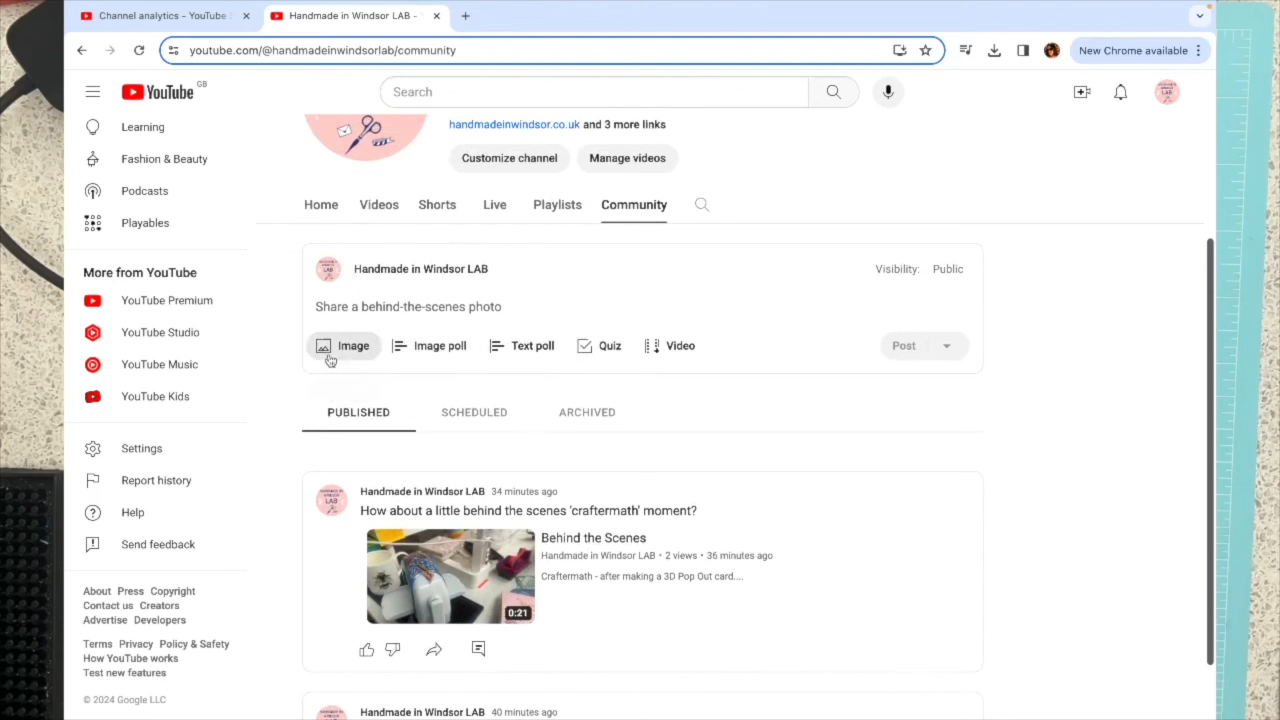 Channel analytics - YouTube S
Handmade in Windsor LAB -
youtube.com/@handmadeinwindsorlab/community
New Chrome available
YouTube GB
Search
Learning
Fashion & Beauty
Podcasts
Playables
More from YouTube
YouTube Premium
YouTube Studio
YouTube Music
YouTube Kids
Settings
Report history
Help
Send feedback
About Press Copyright
Contact us Creators
Advertise Developers
Terms Privacy Policy & Safety
How YouTube works
Test new features
© 2024 Google LLC
handmadeinwindsor.co.uk and 3 more links
Customize channel Manage videos
Home Videos Shorts Live Playlists Community
Handmade in Windsor LAB Visibility: Public
Share a behind-the-scenes photo
Image Image poll Text poll Quiz Video Post
PUBLISHED SCHEDULED ARCHIVED
Handmade in Windsor LAB 34 minutes ago
How about a little behind the scenes 'craftermath' moment?
Behind the Scenes
Handmade in Windsor LAB • 2 views • 36 minutes ago
Craftermath - after making a 3D Pop Out card....
0:21
Handmade in Windsor LAB 40 minutes ago